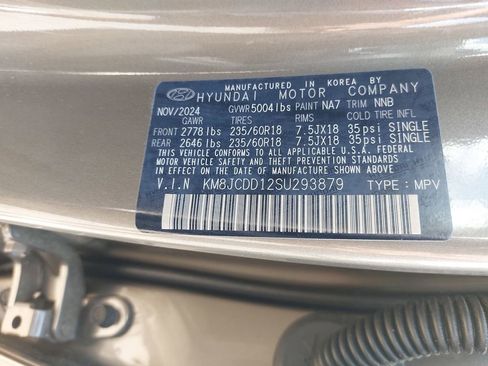 MANUFACTURED IN KOREA BY
HYUNDAI MOTOR COMPANY
NOV/2024 GVWR 5004 lbs PAINT NA7 TRIM NNB
GAWR TIRES RIMS COLD TIRE INFL
FRONT 2778 lbs 235/60R18 7.5JX18 35 psi SINGLE
REAR 2646 lbs 235/60R18 7.5JX18 35 psi SINGLE
THIS VEHICLE CONFORMS TO ALL APPLICABLE U.S.A. FEDERAL
MOTOR VEHICLE SAFETY, BUMPER, AND THEFT PREVENTION STANDARDS
IN EFFECT ON THE DATE OF MANUFACTURE SHOWN ABOVE.
V.I.N KM8JCDD12SU293879 TYPE : MPV